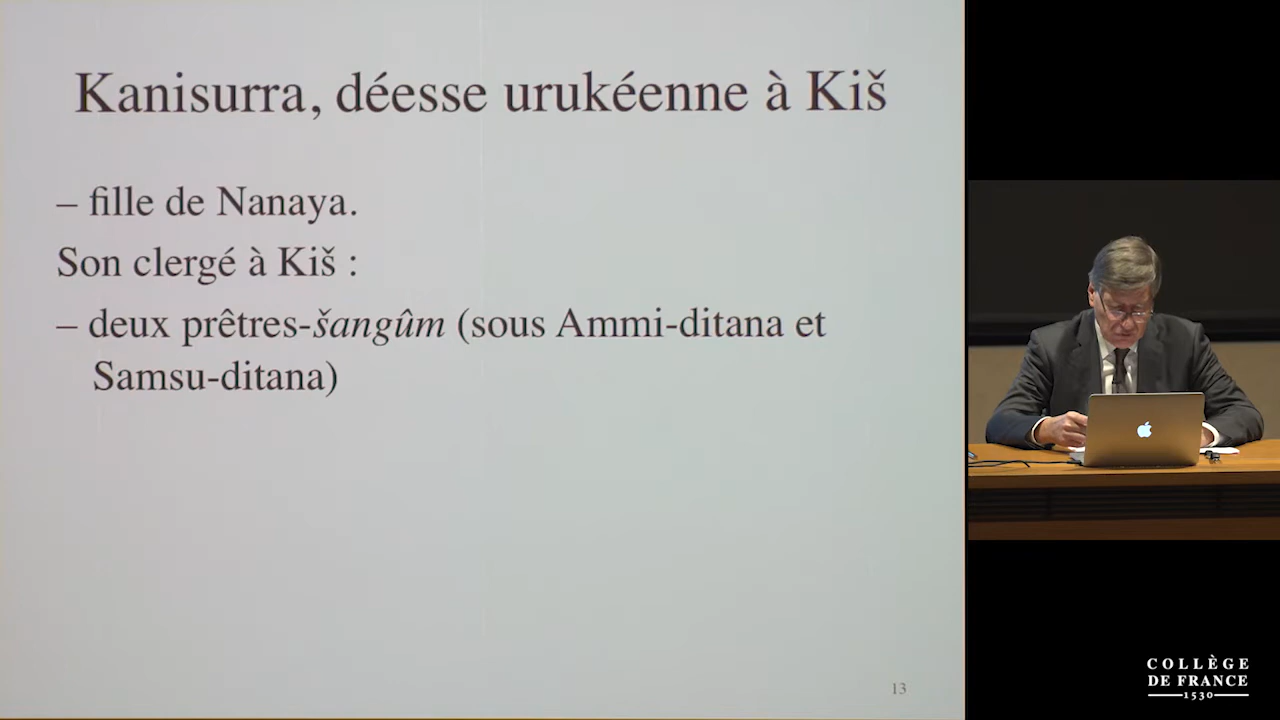 Kanisurra, déesse urukéenne à Kiš
– fille de Nanaya.
Son clergé à Kiš :
– deux prêtres-šangûm (sous Ammi-ditana et
Samsu-ditana)
13
COLLÈGE
DE FRANCE
1530